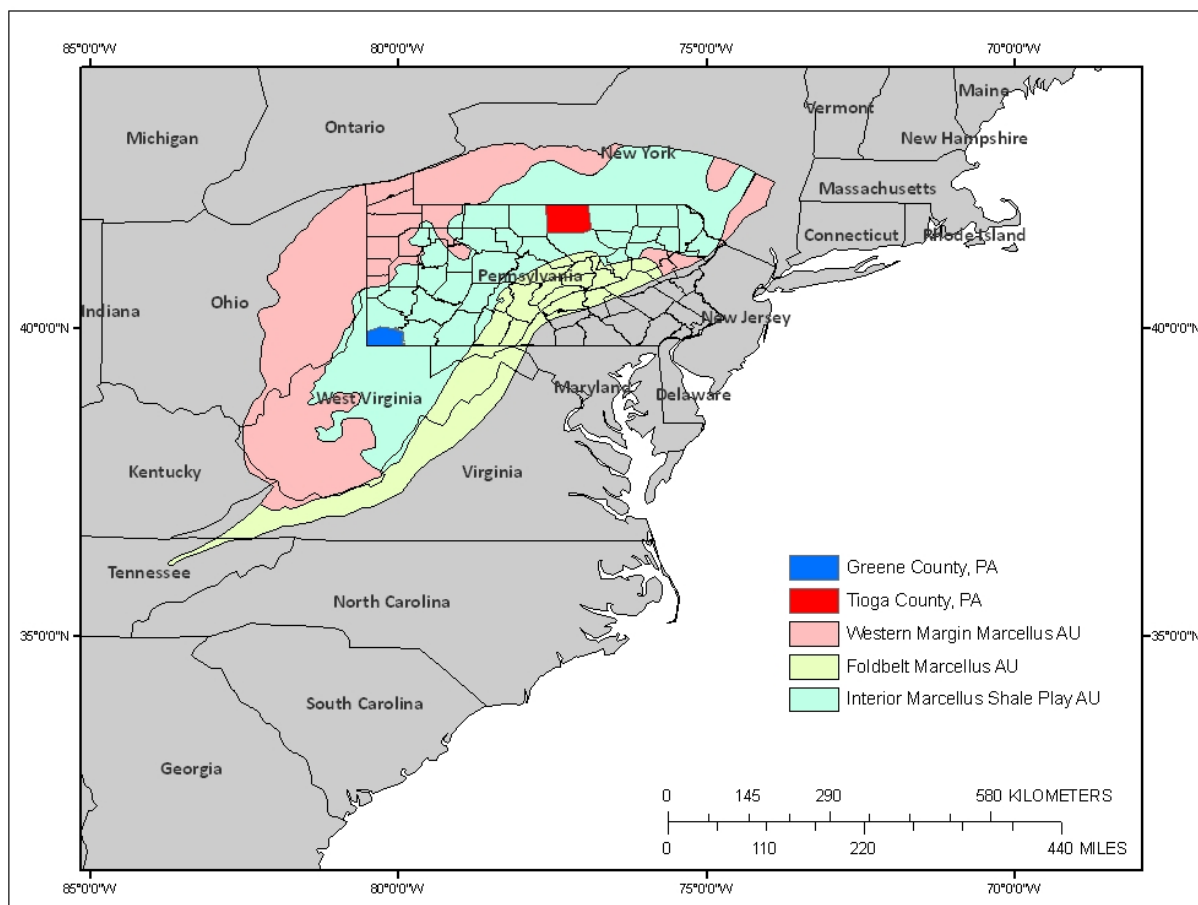 85°0'0"W 80°0'0"W 75°0'0"W 70°0'0"W
Maine
Vermont
Michigan
Ontario
New Hampshire
New York
Massachusetts
Connecticut
Rhode Island
Pennsylvania
Ohio
Indiana
New Jersey
40°0'0"N 40°0'0"N
Maryland
Delaware
West Virginia
Kentucky
Virginia
Greene County, PA
Tennessee
Tioga County, PA
North Carolina
35°0'0"N 35°0'0"N
Western Margin Marcellus AU
Foldbelt Marcellus AU
Interior Marcellus Shale Play AU
South Carolina
Georgia
0 145 290 580 KILOMETERS
0 110 220 440 MILES
85°0'0"W 80°0'0"W 75°0'0"W 70°0'0"W